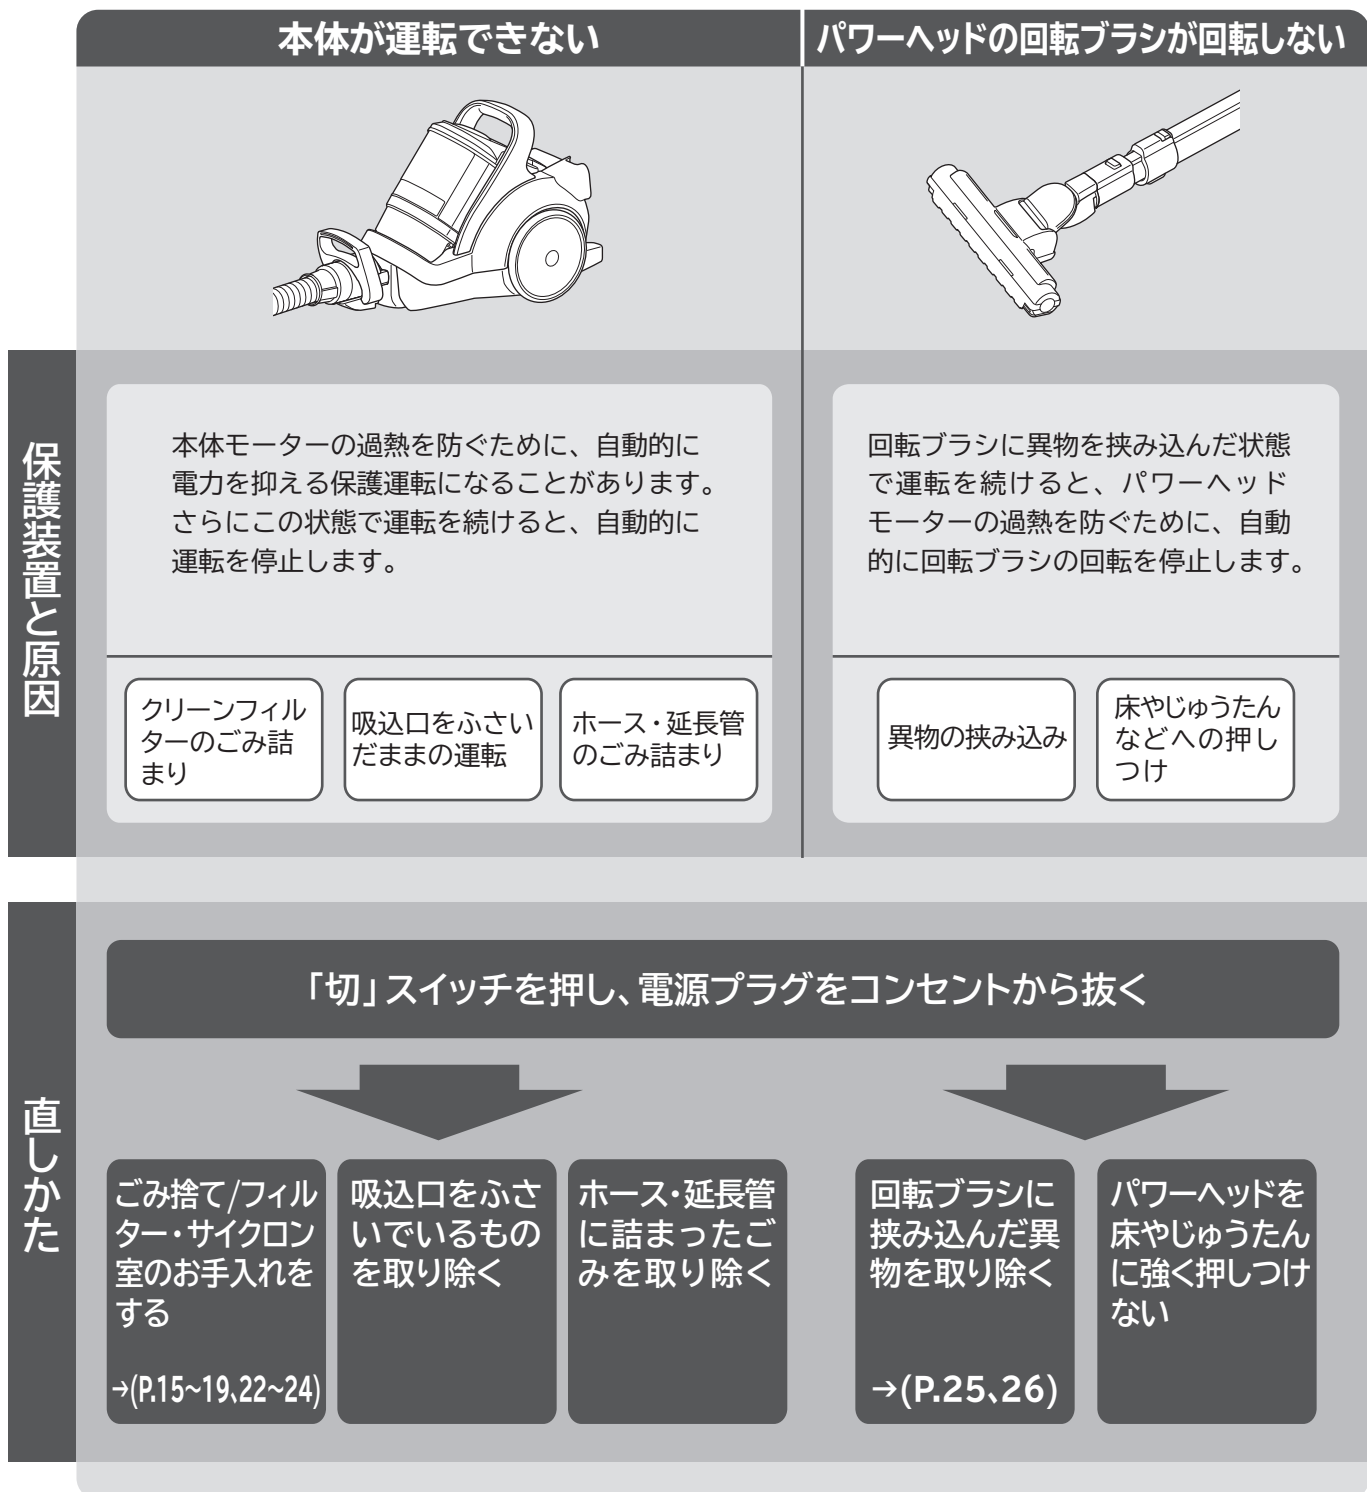 本体が運転できない
パワーヘッドの回転ブラシが回転しない
保護装置と原因
本体モーターの過熱を防ぐために、自動的に
電力を抑える保護運転になることがあります。
さらにこの状態で運転を続けると、自動的に
運転を停止します。
クリーンフィル
ターのごみ詰
まり
吸込口をふさい
だままの運転
ホース・延長管
のごみ詰まり
回転ブラシに異物を挟み込んだ状態
で運転を続けると、パワーヘッド
モーターの過熱を防ぐために、自動
的に回転ブラシの回転を停止します。
異物の挟み込み
床やじゅうたん
などへの押し
つけ
直しかた
「切」スイッチを押し、電源プラグをコンセントから抜く
ごみ捨て/フィル
ター・サイクロン
室のお手入れを
する
→(P.15~19、22~24)
吸込口をふさ
いでいるもの
を取り除く
ホース・延長管
に詰まったご
みを取り除く
回転ブラシに
挟み込んだ異
物を取り除く
→(P.25、26)
パワーヘッドを
床やじゅうたん
に強く押しつけ
ない